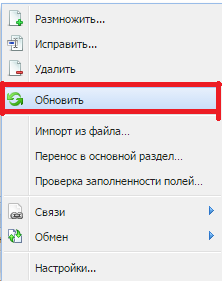 Размножить...
Исправить...
Удалить
Обновить
Импорт из файла...
Перенос в основной раздел...
Проверка заполненности полей...
Связи
Обмен
Настройки...